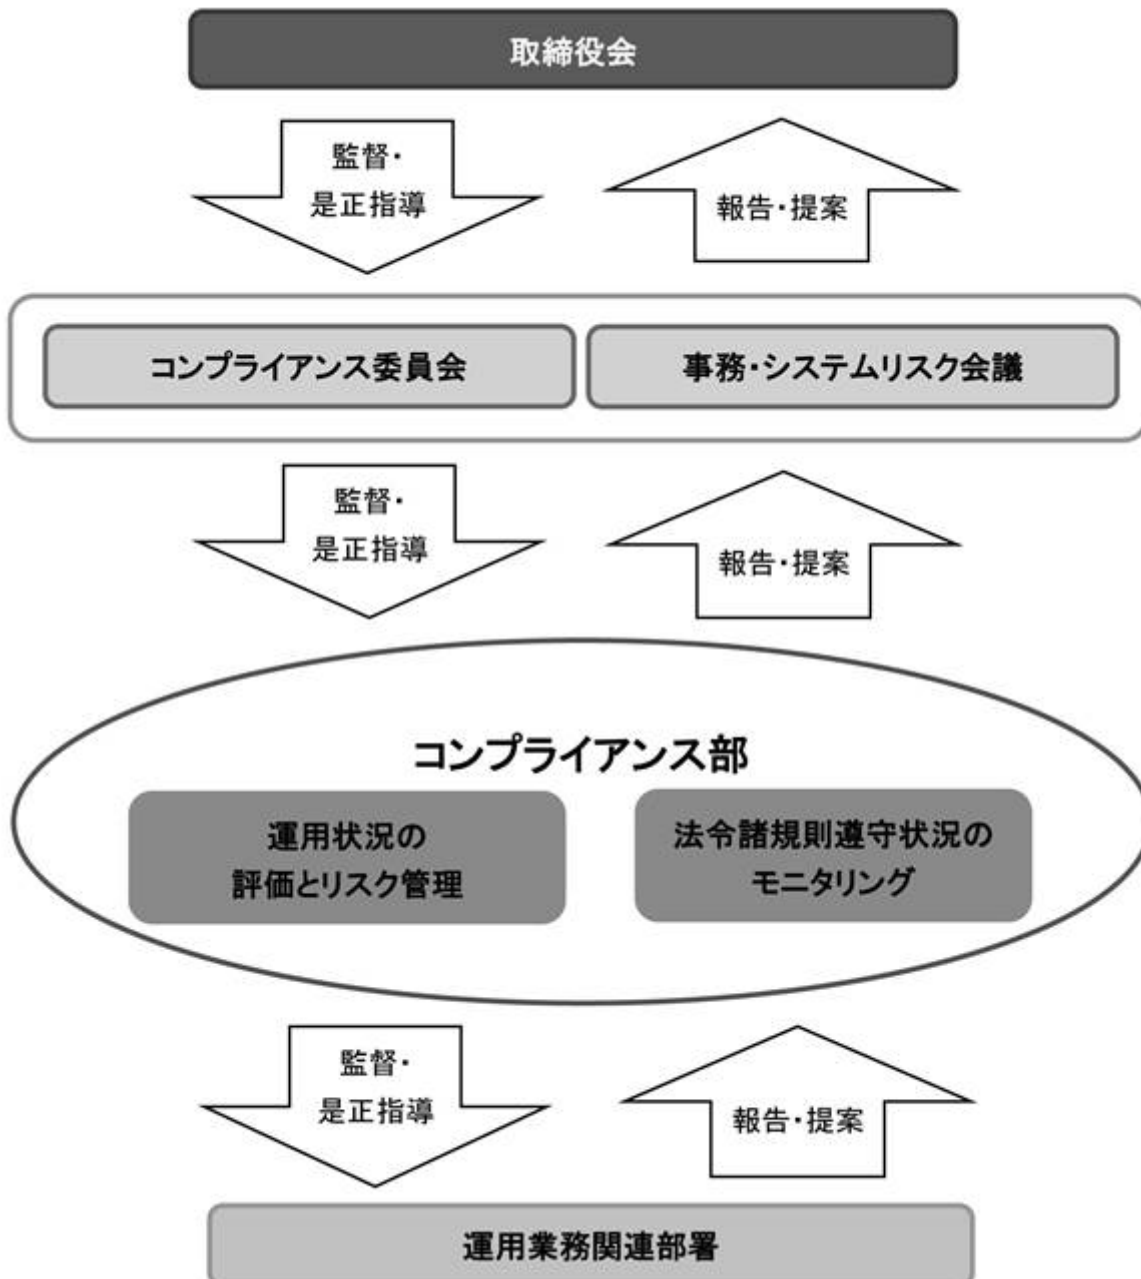 取締役会
監督・
是正指導
報告・提案
コンプライアンス委員会
事務・システムリスク会議
監督・
是正指導
報告・提案
コンプライアンス部
運用状況の
評価とリスク管理
法令諸規則遵守状況の
モニタリング
監督・
是正指導
報告・提案
運用業務関連部署